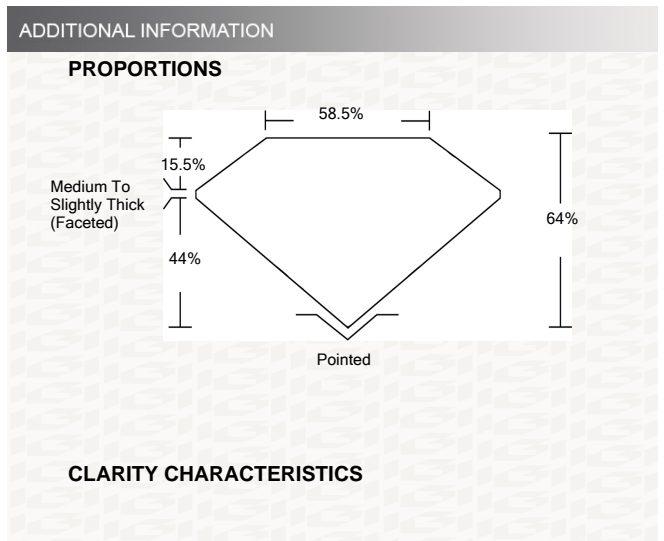 ADDITIONAL INFORMATION
PROPORTIONS
58.5%
15.5%
Medium To
Slightly Thick
(Faceted)
64%
44%
Pointed
CLARITY CHARACTERISTICS